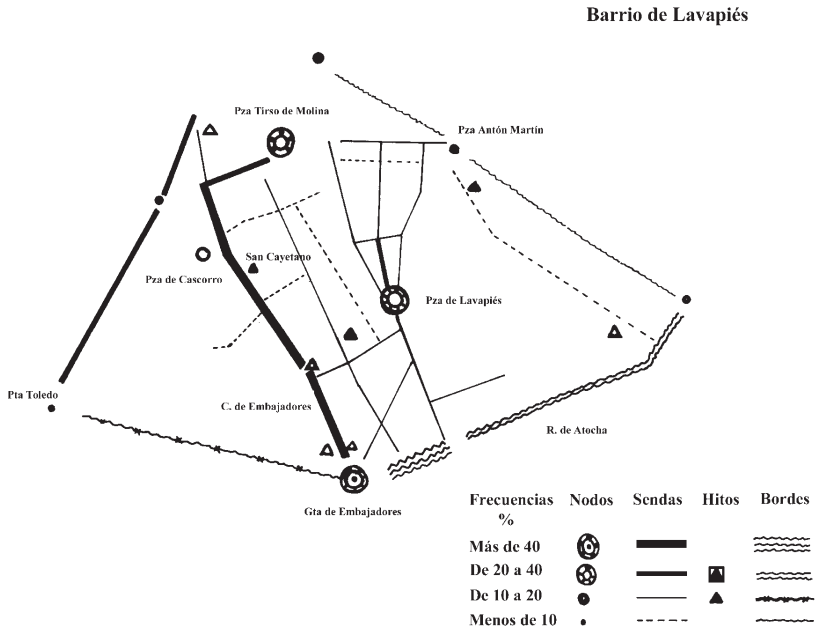 Barrio de Lavapiés
Pza Tirso de Molina
Pza Antón Martín
San Cayetano
Pza de Cascorro
Pza de Lavapiés
Pta Toledo
C. de Embajadores
R. de Atocha
Gta de Embajadores
Frecuencias Nodos Sendas Hitos Bordes
%
Más de 40
De 20 a 40
De 10 a 20
Menos de 10